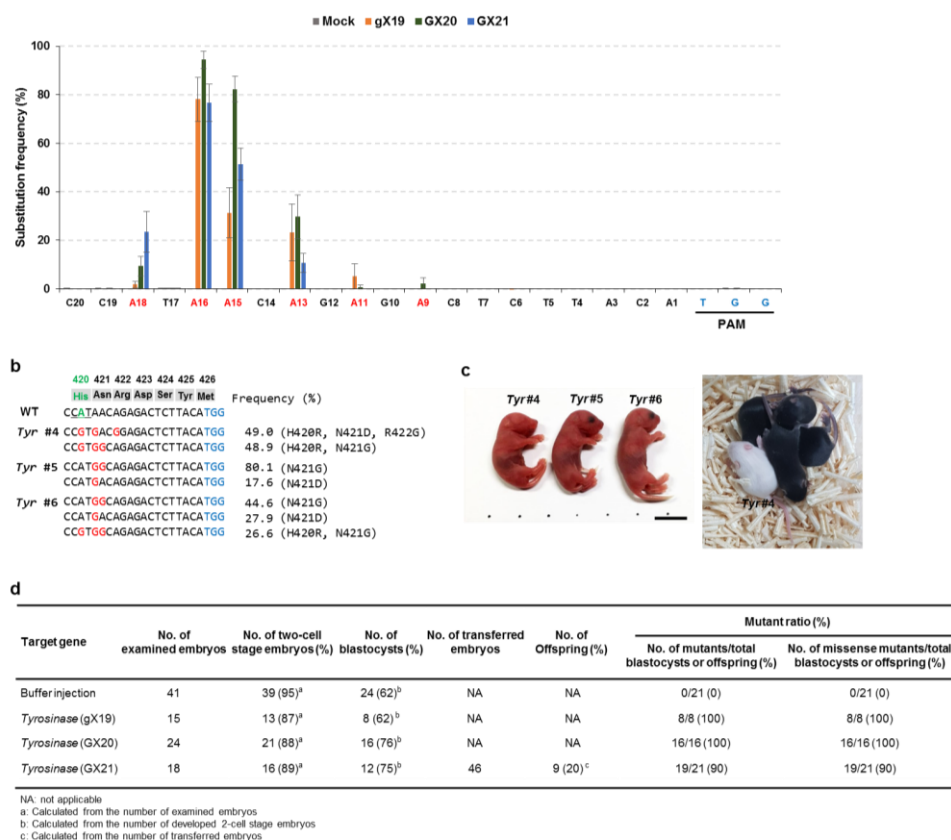 Mock gX19 GX20 GX21
Substitution frequency (%)
100
80
60
40
20
0
C20 C19 A18 T17 A16 A15 C14 A13 G12 A11 G10 A9 C8 T7 C6 T5 T4 A3 C2 A1 T G G
PAM
b
420 421 422 423 424 425 426
His Asn Arg Asp Ser Tyr Met
Frequency (%)
WT CCATAACAGAGACTCTTACATGG
Tyr #4 CCGTGACGGAGACTCTTACATGG 49.0 (H420R, N421D, R422G)
CCGTGGCAGAGACTCTTACATGG 48.9 (H420R, N421G)
Tyr #5 CCATGGCAGAGACTCTTACATGG 80.1 (N421G)
CCATGACAGAGACTCTTACATGG 17.6 (N421D)
Tyr #6 CCATGGCAGAGACTCTTACATGG 44.6 (N421G)
CCATGACAGAGACTCTTACATGG 27.9 (N421D)
CCGTGGCAGAGACTCTTACATGG 26.6 (H420R, N421G)
c
Tyr#4 Tyr#5 Tyr#6
Tyr#4
d
Target gene No. of examined embryos No. of two-cell stage embryos (%) No. of blastocysts (%) No. of transferred embryos No. of Offspring (%) Mutant ratio (%)
No. of mutants/total blastocysts or offspring (%) No. of missense mutants/total blastocysts or offspring (%)
Buffer injection 41 39 (95)a 24 (62)b NA NA 0/21 (0) 0/21 (0)
Tyrosinase (gX19) 15 13 (87)a 8 (62)b NA NA 8/8 (100) 8/8 (100)
Tyrosinase (GX20) 24 21 (88)a 16 (76)b NA NA 16/16 (100) 16/16 (100)
Tyrosinase (GX21) 18 16 (89)a 12 (75)b 46 9 (20)c 19/21 (90) 19/21 (90)
NA: not applicable
a: Calculated from the number of examined embryos
b: Calculated from the number of developed 2-cell stage embryos
c: Calculated from the number of transferred embryos